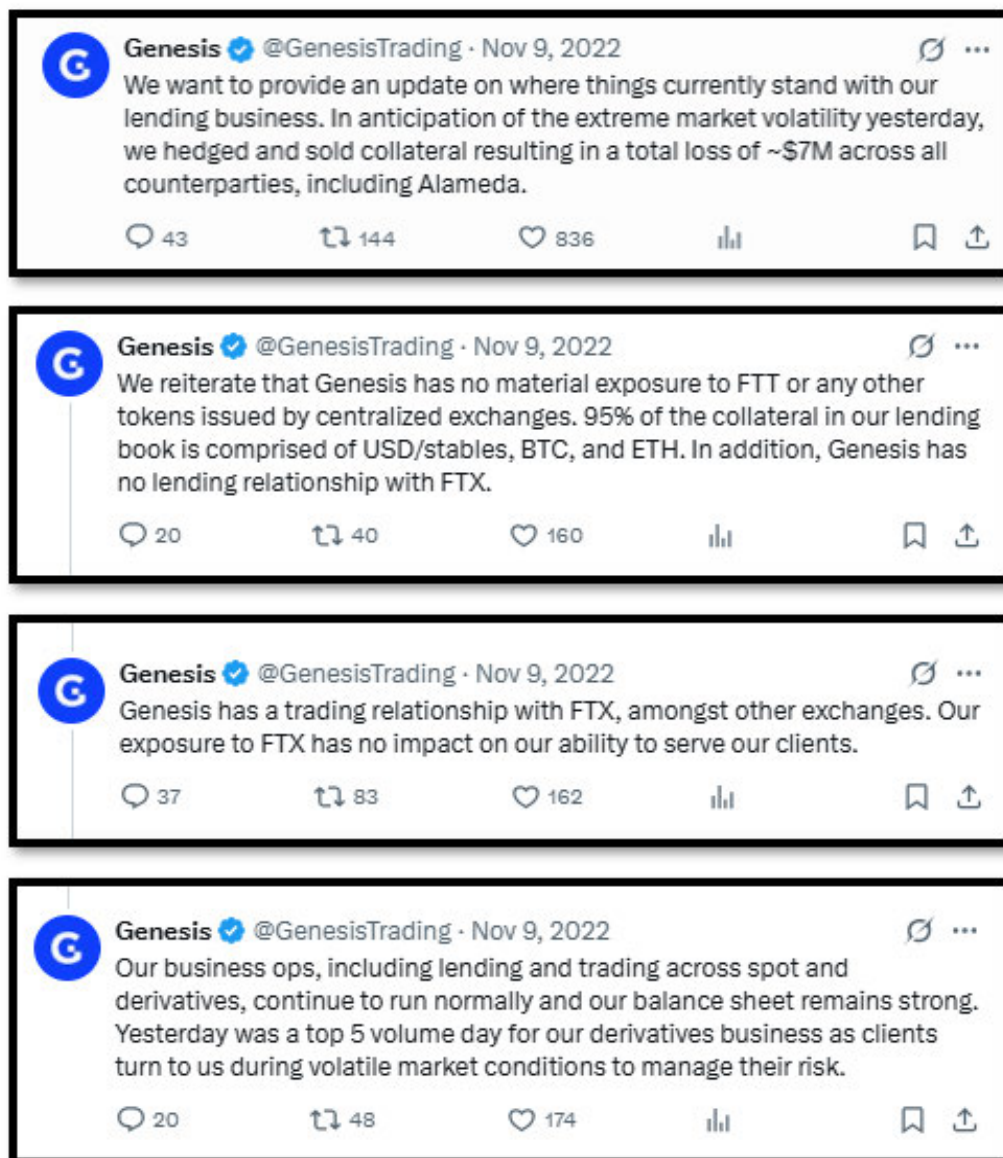 Genesis @GenesisTrading · Nov 9, 2022
We want to provide an update on where things currently stand with our
lending business. In anticipation of the extreme market volatility yesterday,
we hedged and sold collateral resulting in a total loss of ~$7M across all
counterparties, including Alameda.
43 144 836
Genesis @GenesisTrading · Nov 9, 2022
We reiterate that Genesis has no material exposure to FTT or any other
tokens issued by centralized exchanges. 95% of the collateral in our lending
book is comprised of USD/stables, BTC, and ETH. In addition, Genesis has
no lending relationship with FTX.
20 40 160
Genesis @GenesisTrading · Nov 9, 2022
Genesis has a trading relationship with FTX, amongst other exchanges. Our
exposure to FTX has no impact on our ability to serve our clients.
37 83 162
Genesis @GenesisTrading · Nov 9, 2022
Our business ops, including lending and trading across spot and
derivatives, continue to run normally and our balance sheet remains strong.
Yesterday was a top 5 volume day for our derivatives business as clients
turn to us during volatile market conditions to manage their risk.
20 48 174